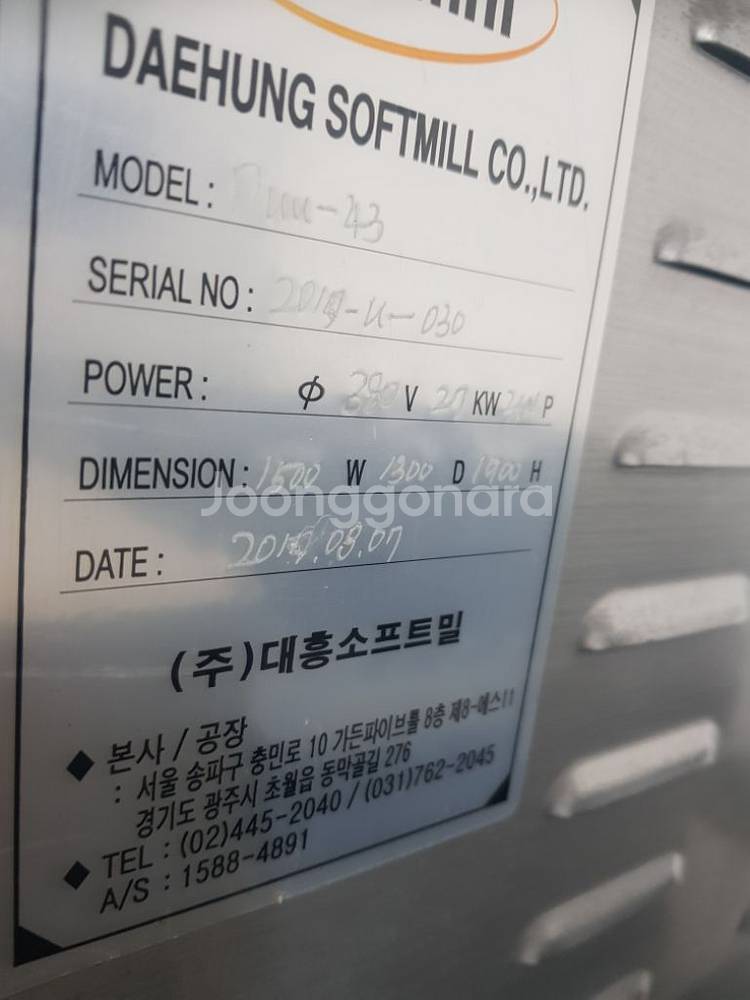 DAEHUNG SOFTMILL CO.,LTD.
MODEL : -43
SERIAL NO : -U-030
POWER : Φ 380 V KW P
DIMENSION : 1500 W 1300 D 1900 H
Joonggonara
DATE :
(주)대흥소프트밀
◆ 본사 / 공장
: 서울 송파구 충민로 10 가든파이브툴 8층 제8-에스11
경기도 광주시 초월읍 동막골길 276
◆ TEL : (02)445-2040 / (031)762-2045
A/S : 1588-4891